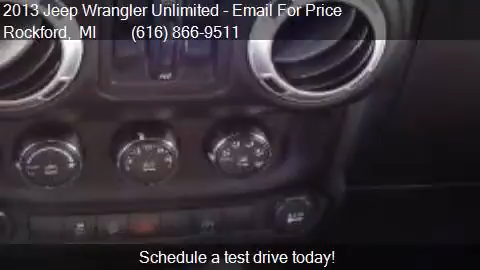 2013 Jeep Wrangler Unlimited - Email For Price
Rockford, MI (616) 866-9511
Schedule a test drive today!